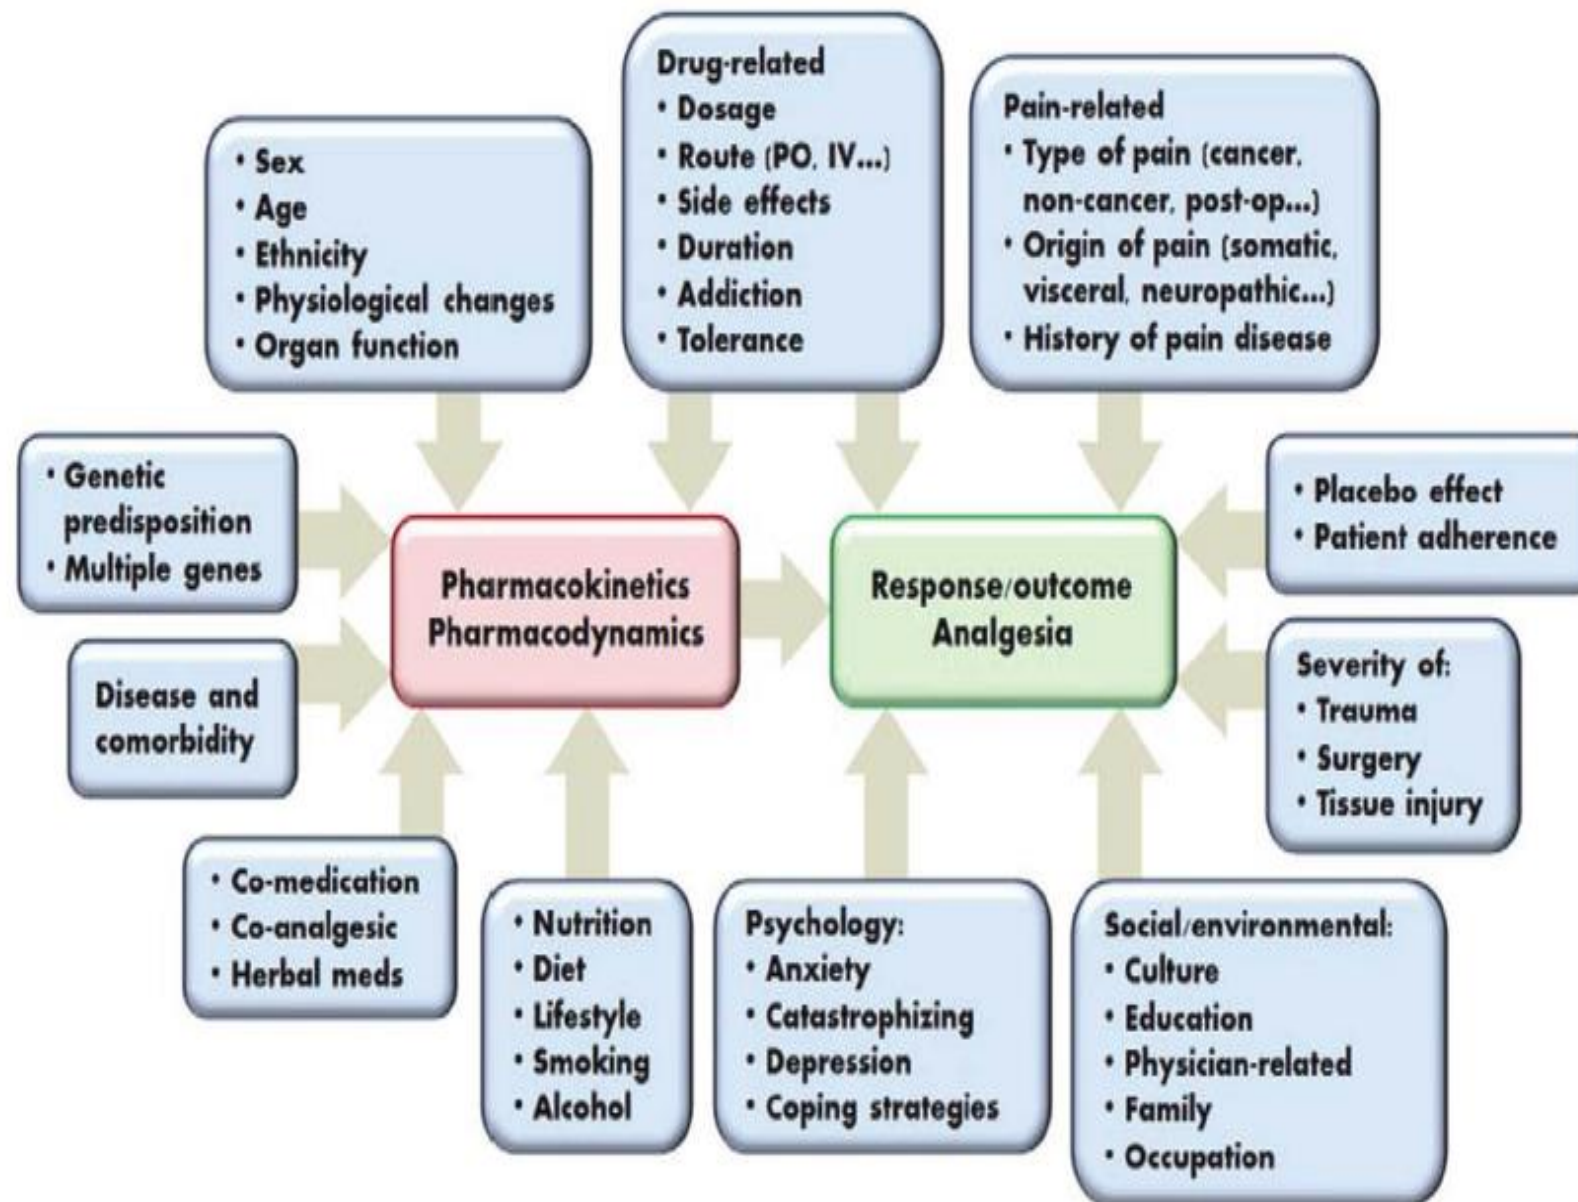 Drug-related
• Dosage
• Route (PO, IV...)
• Side effects
• Duration
• Addiction
• Tolerance
Pain-related
• Type of pain (cancer,
non-cancer, post-op...)
• Origin of pain (somatic,
visceral, neuropathic...)
• History of pain disease
• Sex
• Age
• Ethnicity
• Physiological changes
• Organ function
• Genetic
predisposition
• Multiple genes
Pharmacokinetics
Pharmacodynamics
Response/outcome
Analgesia
• Placebo effect
• Patient adherence
Disease and
comorbidity
Severity of:
• Trauma
• Surgery
• Tissue injury
• Co-medication
• Co-analgesic
• Herbal meds
• Nutrition
• Diet
• Lifestyle
• Smoking
• Alcohol
Psychology:
• Anxiety
• Catastrophizing
• Depression
• Coping strategies
Social/environmental:
• Culture
• Education
• Physician-related
• Family
• Occupation